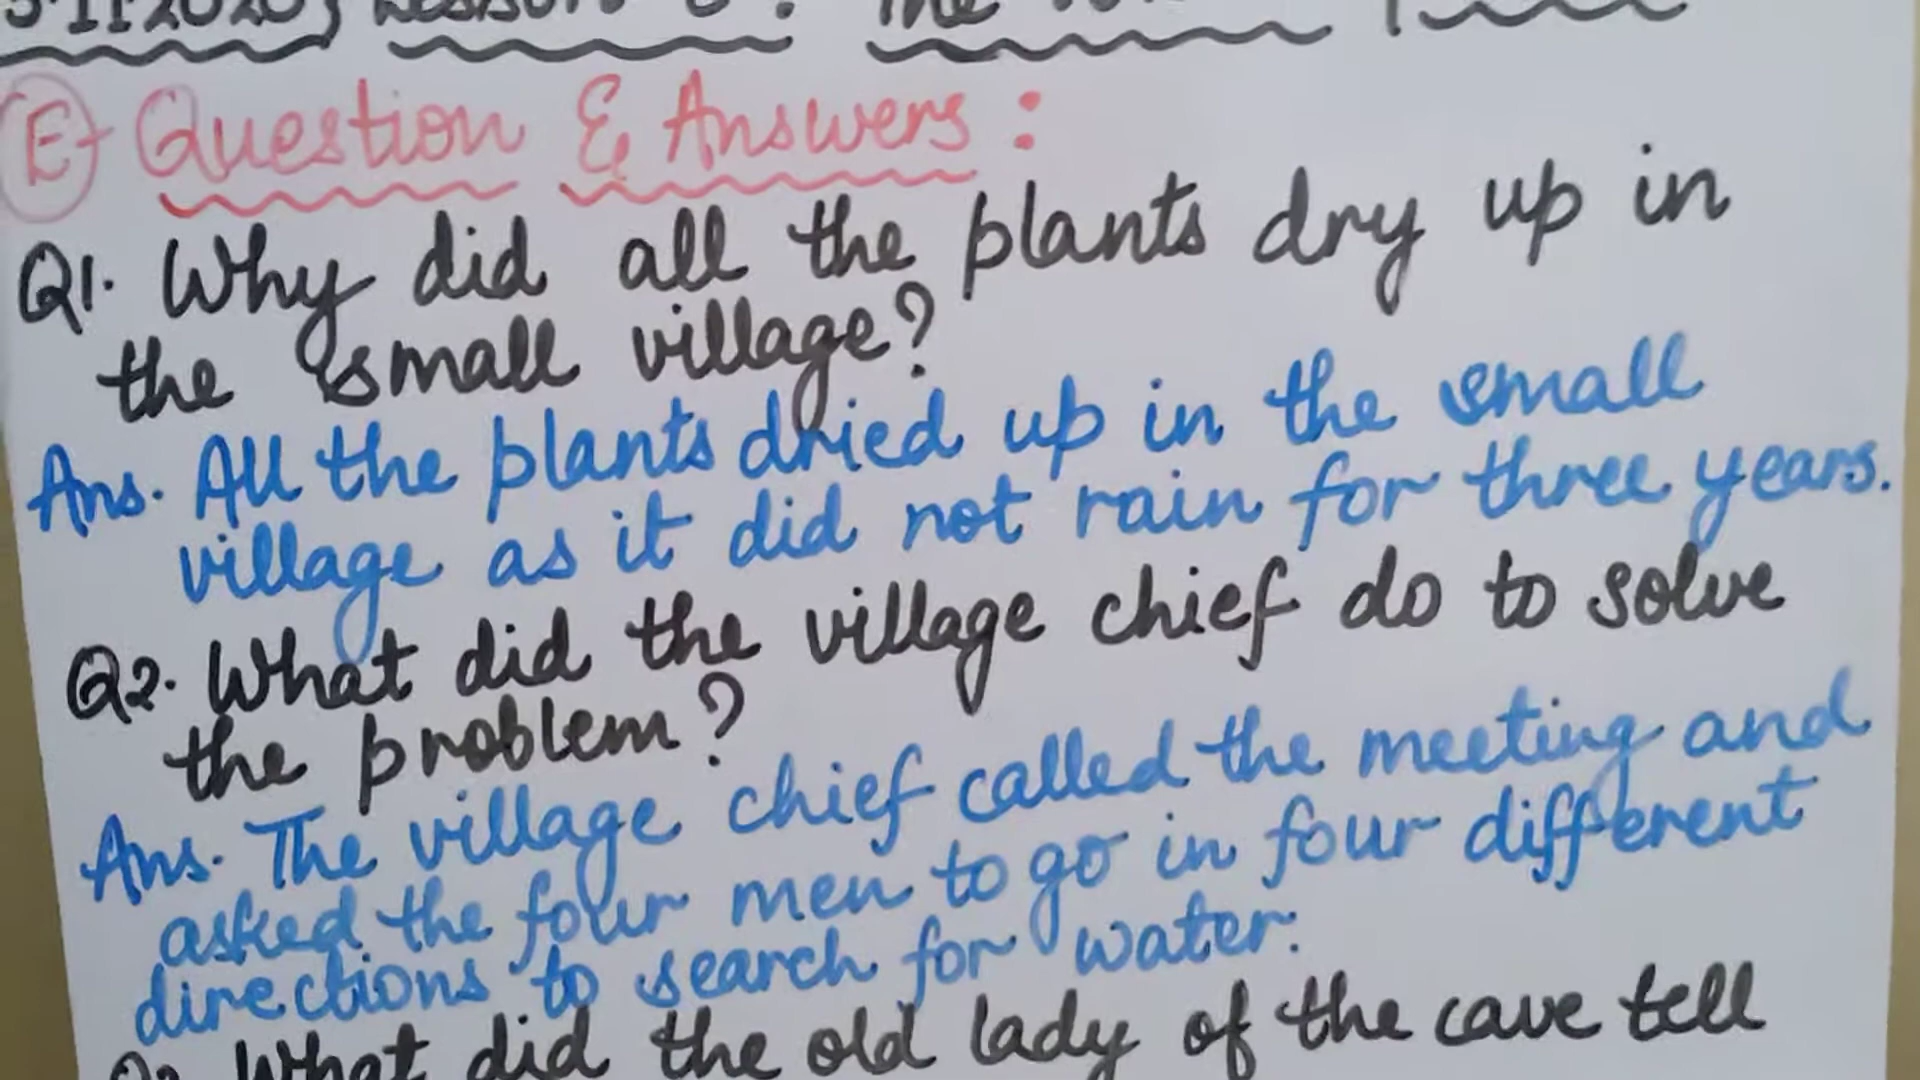 The
E Question & Answers :
Q1. Why did all the plants dry up in
the small village?
Ans. All the plants dried up in the small
village as it did not rain for three years.
Q2. What did the village chief do to solve
the problem?
Ans. The village chief called the meeting and
asked the four men to go in four different
directions to search for water.
What did the old lady of the cave tell